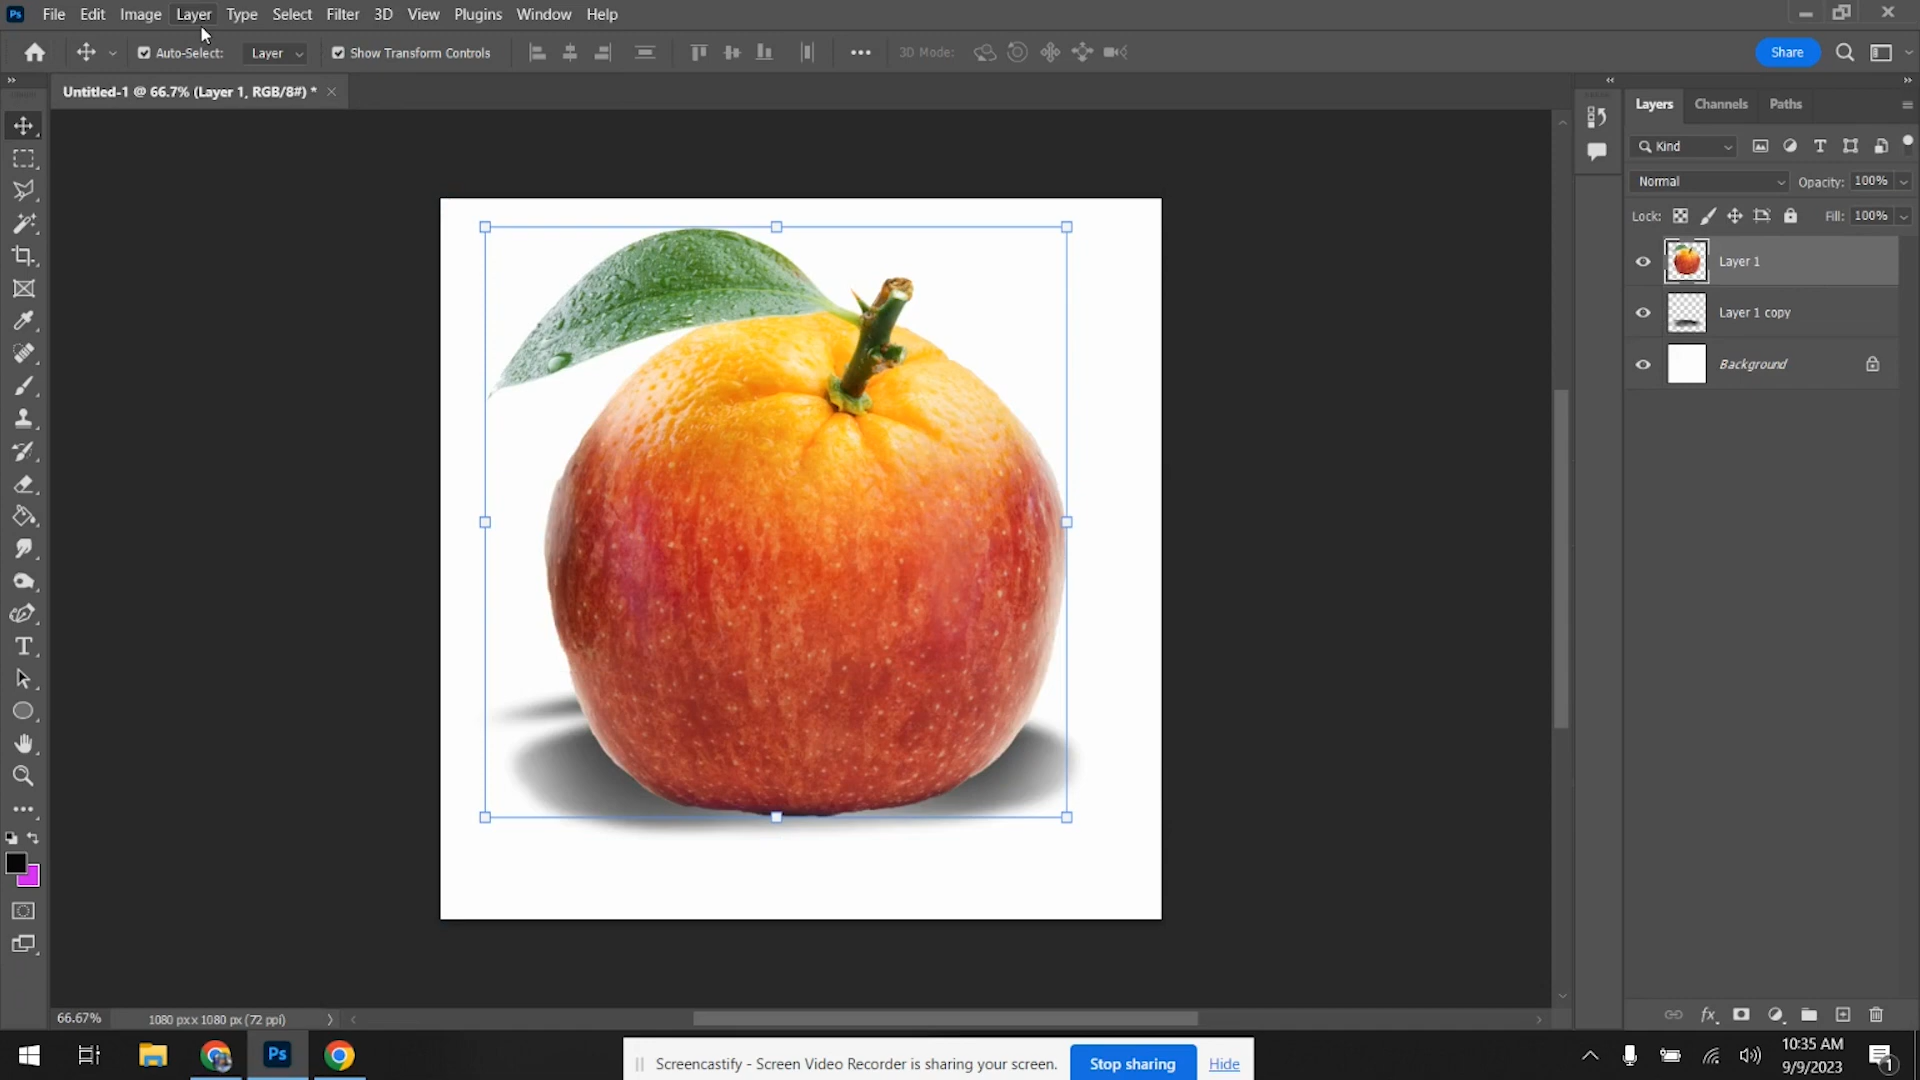 Ps File Edit Image Layer Type Select Filter 3D View Plugins Window Help
Auto-Select: Layer Show Transform Controls 3D Mode: Share
Untitled-1 @ 66.7% (Layer 1, RGB/8#) *
Layers Channels Paths
Kind
Normal Opacity: 100%
Lock: Fill: 100%
Layer 1
Layer 1 copy
Background
66.67% 1080 px x 1080 px (72 ppi)
Screencastify - Screen Video Recorder is sharing your screen. Stop sharing Hide
Ps
10:35 AM
9/9/2023
1